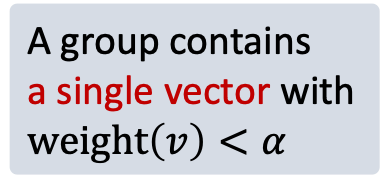 A group contains
a single vector with
weight(𝑣) < 𝛼